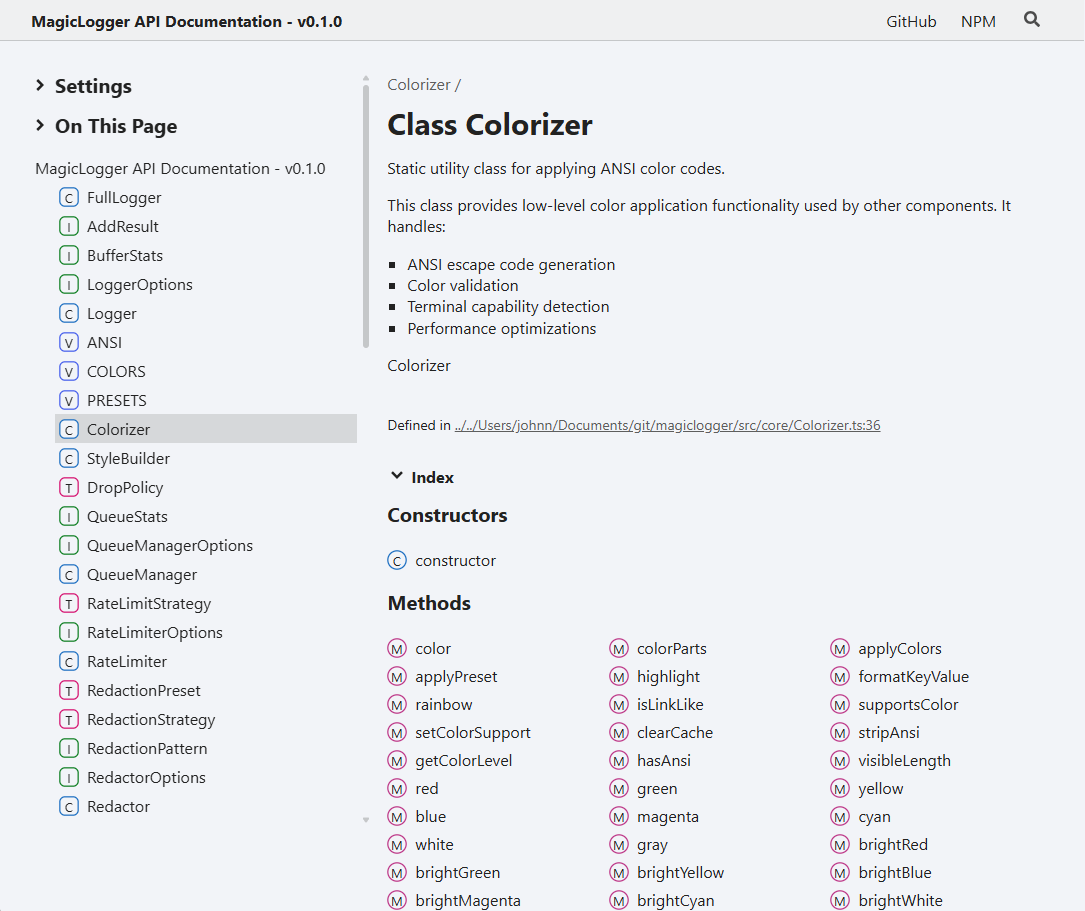 MagicLogger API Documentation - v0.1.0
GitHub NPM
Settings
On This Page
MagicLogger API Documentation - v0.1.0
C FullLogger
I AddResult
I BufferStats
I LoggerOptions
C Logger
V ANSI
V COLORS
V PRESETS
C Colorizer
C StyleBuilder
T DropPolicy
I QueueStats
I QueueManagerOptions
C QueueManager
T RateLimitStrategy
I RateLimiterOptions
C RateLimiter
T RedactionPreset
T RedactionStrategy
I RedactionPattern
I RedactorOptions
C Redactor
Colorizer /
Class Colorizer
Static utility class for applying ANSI color codes.
This class provides low-level color application functionality used by other components. It
handles:
ANSI escape code generation
Color validation
Terminal capability detection
Performance optimizations
Colorizer
Defined in ../../Users/johnn/Documents/git/magiclogger/src/core/Colorizer.ts:36
Index
Constructors
C constructor
Methods
M color M colorParts M applyColors
M applyPreset M highlight M formatKeyValue
M rainbow M isLinkLike M supportsColor
M setColorSupport M clearCache M stripAnsi
M getColorLevel M hasAnsi M visibleLength
M red M green M yellow
M blue M magenta M cyan
M white M gray M brightRed
M brightGreen M brightYellow M brightBlue
M brightMagenta M brightCyan M brightWhite